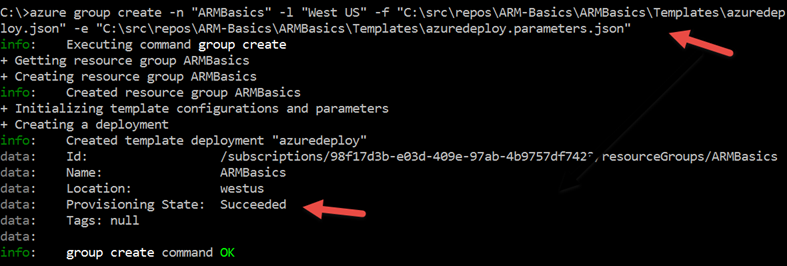 C:\>azure group create -n "ARMBasics" -l "West US" -f "C:\src\repos\ARM-Basics\ARMBasics\Templates\azuredep
loy.json" -e "C:\src\repos\ARM-Basics\ARMBasics\Templates\azuredeploy.parameters.json"
info:    Executing command group create
+ Getting resource group ARMBasics
+ Creating resource group ARMBasics
info:    Created resource group ARMBasics
+ Initializing template configurations and parameters
+ Creating a deployment
info:    Created template deployment "azuredeploy"
data:    Id:                  /subscriptions/98f17d3b-e03d-409e-97ab-4b9757df742 resourceGroups/ARMBasics
data:    Name:                ARMBasics
data:    Location:            westus
data:    Provisioning State:  Succeeded
data:    Tags: null
data:
info:    group create command OK